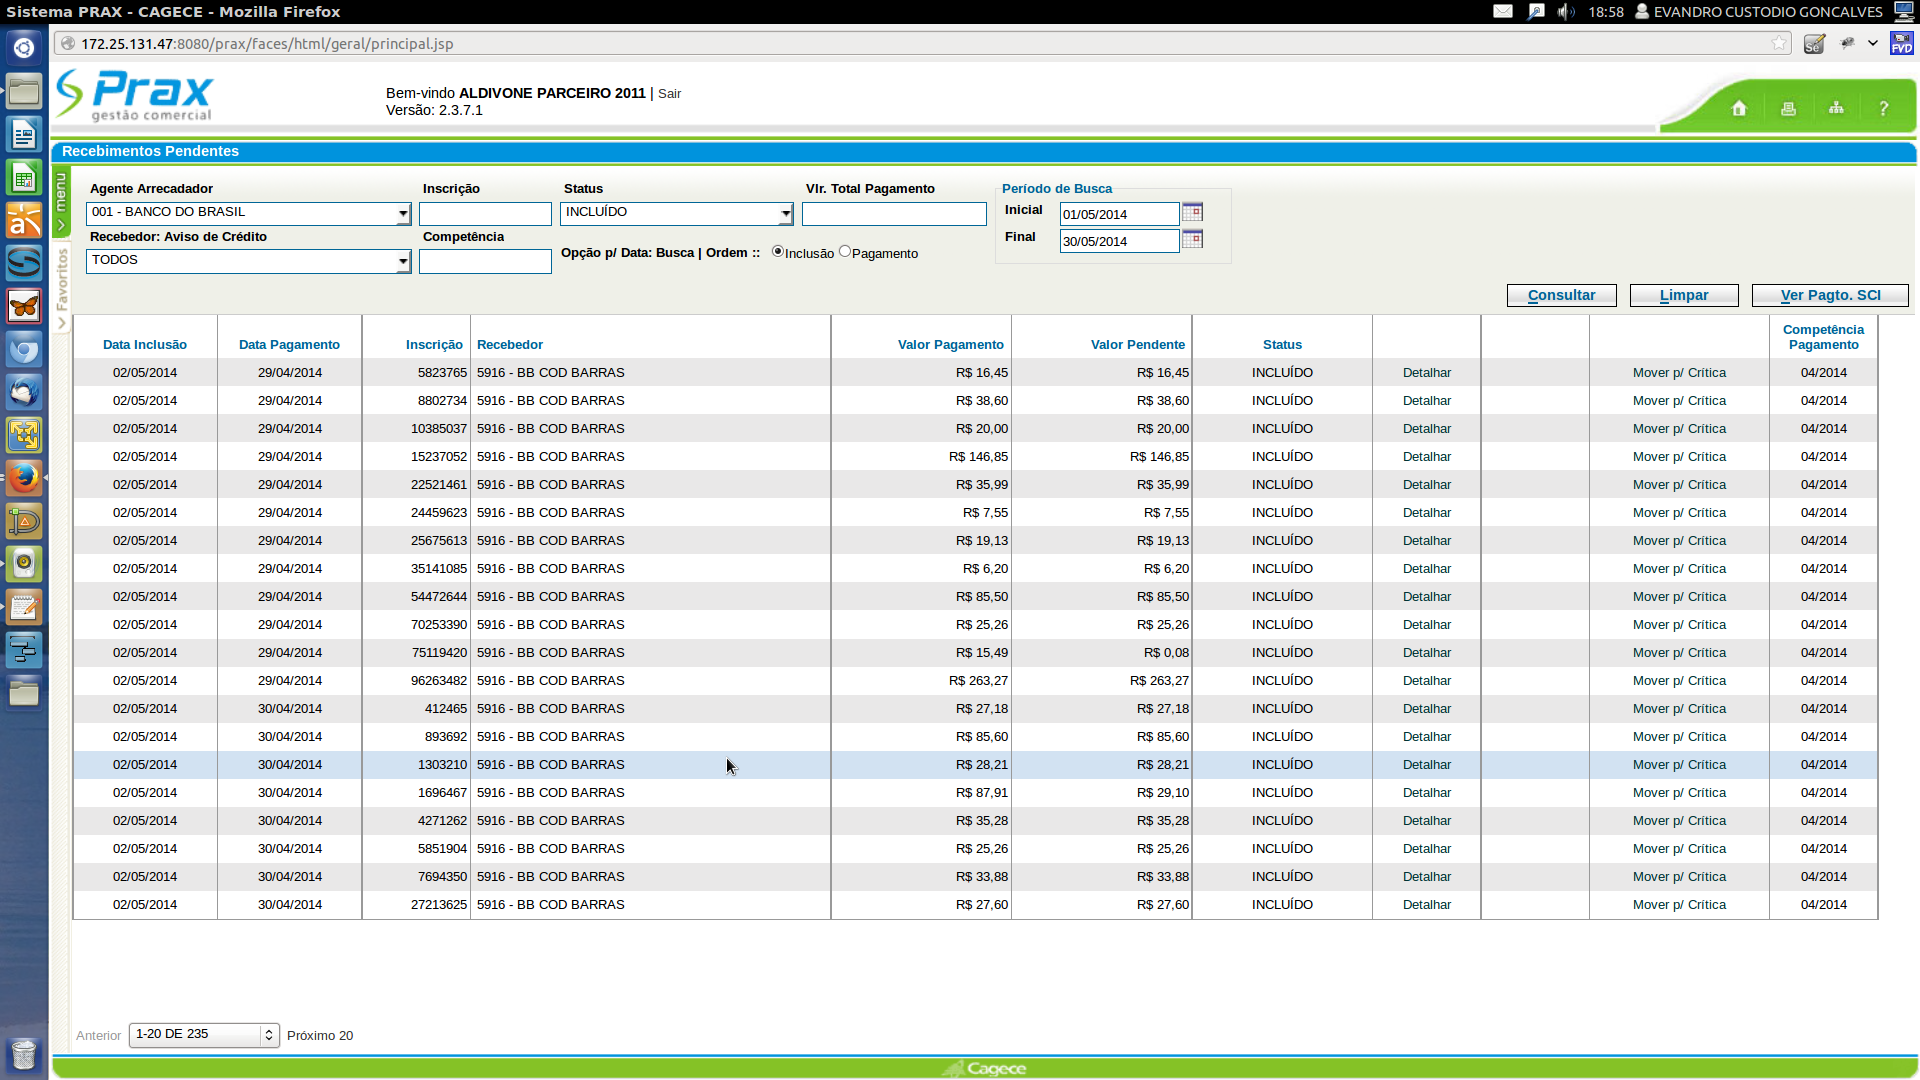 Sistema PRAX - CAGECE - Mozilla Firefox
18:58 EVANDRO CUSTODIO GONCALVES
172.25.131.47:8080/prax/faces/html/geral/principal.jsp
Se
FVD
Prax
gestão comercial
Bem-vindo ALDIVONE PARCEIRO 2011 | Sair
Versão: 2.3.7.1
?
Recebimentos Pendentes
> menu
> Favoritos
Agente Arrecadador Inscrição Status Vlr. Total Pagamento Período de Busca
001 - BANCO DO BRASIL INCLUÍDO Inicial 01/05/2014
Recebedor: Aviso de Crédito Competência Final 30/05/2014
TODOS Opção p/ Data: Busca | Ordem :: Inclusão Pagamento
Consultar Limpar Ver Pagto. SCI
Data Inclusão Data Pagamento Inscrição Recebedor Valor Pagamento Valor Pendente Status Competência Pagamento
02/05/2014 29/04/2014 5823765 5916 - BB COD BARRAS R$ 16,45 R$ 16,45 INCLUÍDO Detalhar Mover p/ Crítica 04/2014
02/05/2014 29/04/2014 8802734 5916 - BB COD BARRAS R$ 38,60 R$ 38,60 INCLUÍDO Detalhar Mover p/ Crítica 04/2014
02/05/2014 29/04/2014 10385037 5916 - BB COD BARRAS R$ 20,00 R$ 20,00 INCLUÍDO Detalhar Mover p/ Crítica 04/2014
02/05/2014 29/04/2014 15237052 5916 - BB COD BARRAS R$ 146,85 R$ 146,85 INCLUÍDO Detalhar Mover p/ Crítica 04/2014
02/05/2014 29/04/2014 22521461 5916 - BB COD BARRAS R$ 35,99 R$ 35,99 INCLUÍDO Detalhar Mover p/ Crítica 04/2014
02/05/2014 29/04/2014 24459623 5916 - BB COD BARRAS R$ 7,55 R$ 7,55 INCLUÍDO Detalhar Mover p/ Crítica 04/2014
02/05/2014 29/04/2014 25675613 5916 - BB COD BARRAS R$ 19,13 R$ 19,13 INCLUÍDO Detalhar Mover p/ Crítica 04/2014
02/05/2014 29/04/2014 35141085 5916 - BB COD BARRAS R$ 6,20 R$ 6,20 INCLUÍDO Detalhar Mover p/ Crítica 04/2014
02/05/2014 29/04/2014 54472644 5916 - BB COD BARRAS R$ 85,50 R$ 85,50 INCLUÍDO Detalhar Mover p/ Crítica 04/2014
02/05/2014 29/04/2014 70253390 5916 - BB COD BARRAS R$ 25,26 R$ 25,26 INCLUÍDO Detalhar Mover p/ Crítica 04/2014
02/05/2014 29/04/2014 75119420 5916 - BB COD BARRAS R$ 15,49 R$ 0,08 INCLUÍDO Detalhar Mover p/ Crítica 04/2014
02/05/2014 29/04/2014 96263482 5916 - BB COD BARRAS R$ 263,27 R$ 263,27 INCLUÍDO Detalhar Mover p/ Crítica 04/2014
02/05/2014 30/04/2014 412465 5916 - BB COD BARRAS R$ 27,18 R$ 27,18 INCLUÍDO Detalhar Mover p/ Crítica 04/2014
02/05/2014 30/04/2014 893692 5916 - BB COD BARRAS R$ 85,60 R$ 85,60 INCLUÍDO Detalhar Mover p/ Crítica 04/2014
02/05/2014 30/04/2014 1303210 5916 - BB COD BARRAS R$ 28,21 R$ 28,21 INCLUÍDO Detalhar Mover p/ Crítica 04/2014
02/05/2014 30/04/2014 1696467 5916 - BB COD BARRAS R$ 87,91 R$ 29,10 INCLUÍDO Detalhar Mover p/ Crítica 04/2014
02/05/2014 30/04/2014 4271262 5916 - BB COD BARRAS R$ 35,28 R$ 35,28 INCLUÍDO Detalhar Mover p/ Crítica 04/2014
02/05/2014 30/04/2014 5851904 5916 - BB COD BARRAS R$ 25,26 R$ 25,26 INCLUÍDO Detalhar Mover p/ Crítica 04/2014
02/05/2014 30/04/2014 7694350 5916 - BB COD BARRAS R$ 33,88 R$ 33,88 INCLUÍDO Detalhar Mover p/ Crítica 04/2014
02/05/2014 30/04/2014 27213625 5916 - BB COD BARRAS R$ 27,60 R$ 27,60 INCLUÍDO Detalhar Mover p/ Crítica 04/2014
Anterior 1-20 DE 235 Próximo 20
Cagece